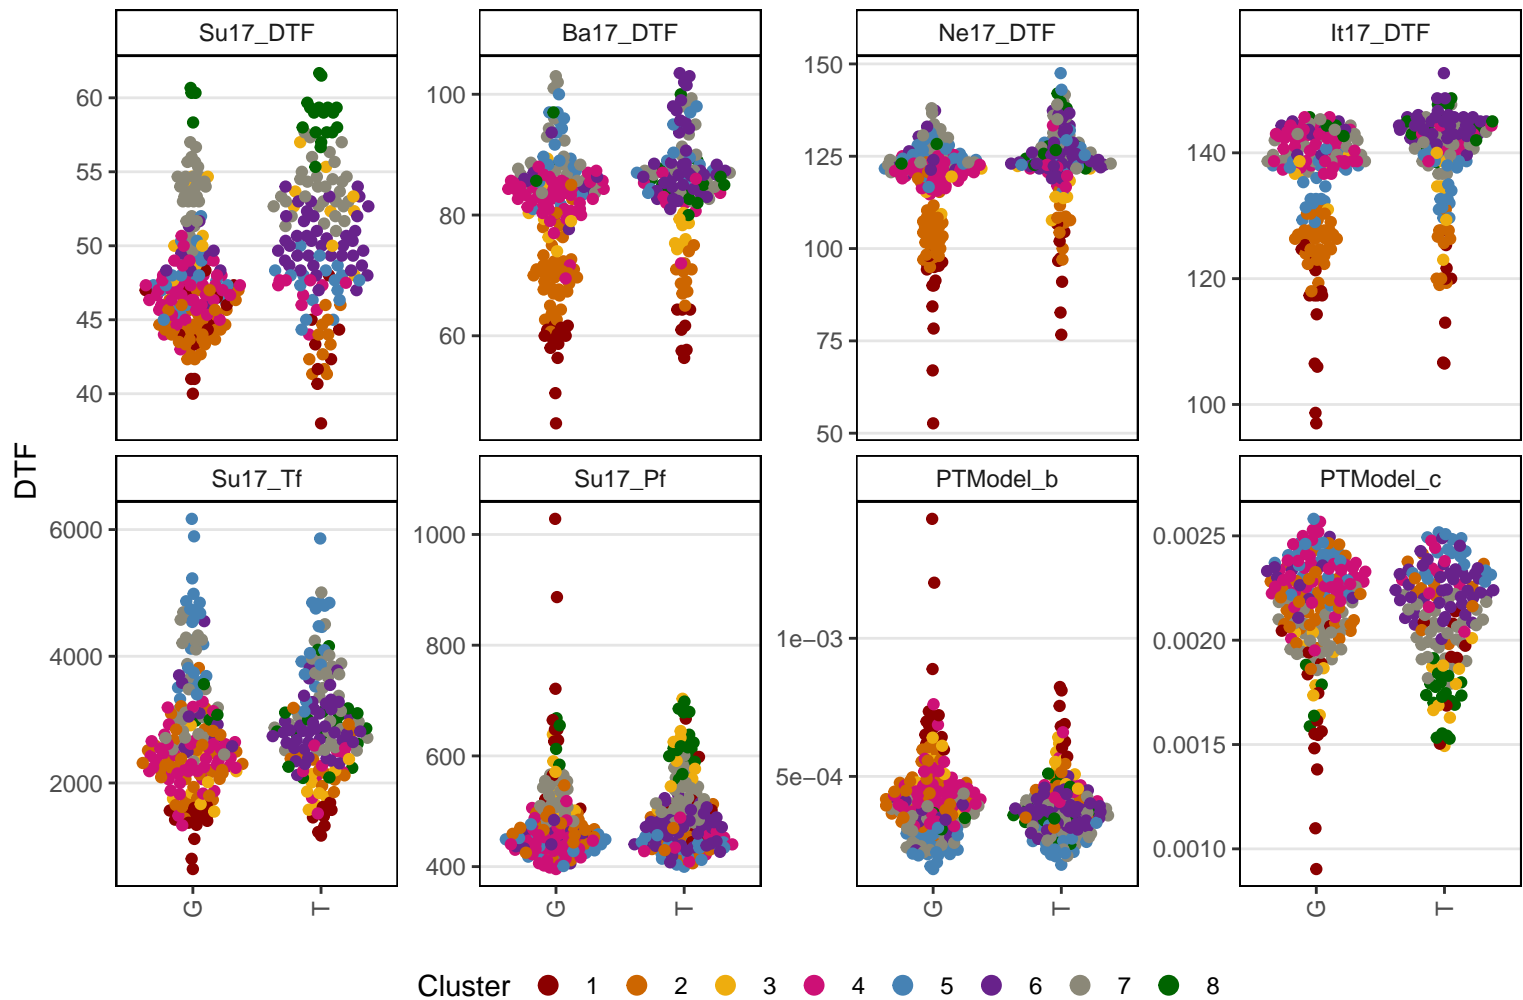 Su17_DTF
Ba17_DTF
Ne17_DTF
It17_DTF
60
55
50
45
40
100
80
60
150
125
100
75
50
140
120
100
DTF
Su17_Tf
Su17_Pf
PTModel_b
PTModel_c
6000
4000
2000
1000
800
600
400
1e−03
5e−04
0.0025
0.0020
0.0015
0.0010
G
T
G
T
G
T
G
T
Cluster 1 2 3 4 5 6 7 8